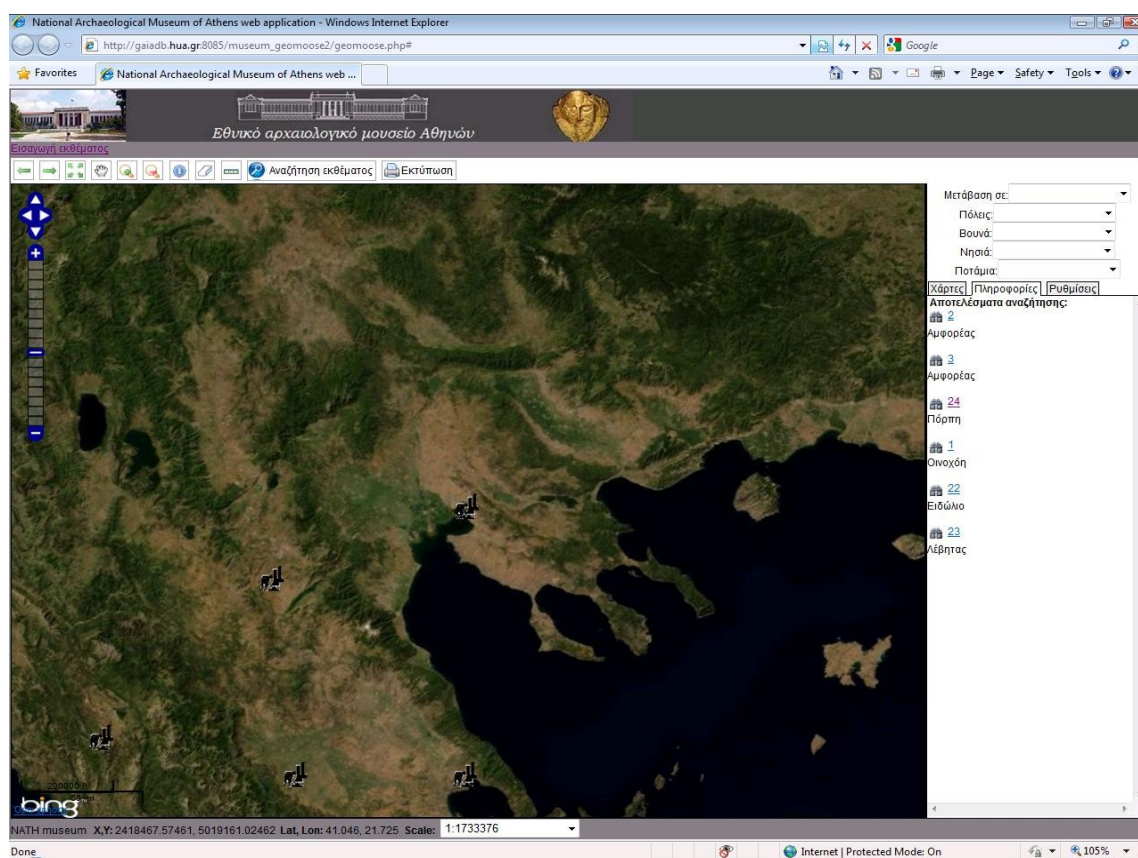 National Archaeological Museum of Athens web application - Windows Internet Explorer
http://gaiadb.hua.gr:8085/museum_geomoose2/geomoose.php#
Google
Favorites
National Archaeological Museum of Athens web ...
Page
Safety
Tools
Εθνικό αρχαιολογικό μουσείο Αθηνών
Εισαγωγή εκθέματος
Αναζήτηση εκθέματος
Εκτύπωση
Μετάβαση σε:
Πόλεις:
Βουνά:
Νησιά:
Ποτάμια:
Χάρτες Πληροφορίες Ρυθμίσεις
Αποτελέσματα αναζήτησης:
2
Αμφορέας
3
Αμφορέας
24
Πόρπη
1
Οινοχόη
22
Ειδώλιο
23
Λέβητας
bing
NATH museum X,Y: 2418467.57461, 5019161.02462 Lat, Lon: 41.046, 21.725 Scale: 1:1733376
Done
Internet | Protected Mode: On
105%